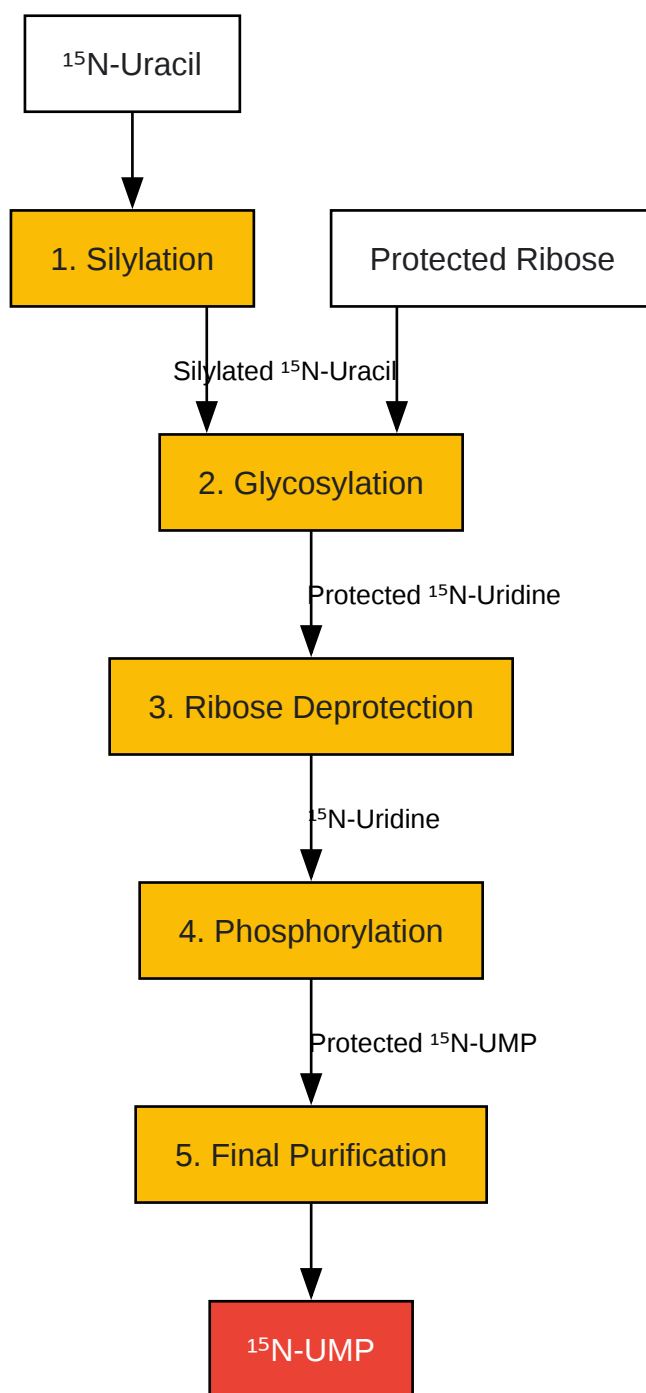 ¹⁵N-Uracil
1. Silylation
Protected Ribose
Silylated ¹⁵N-Uracil
2. Glycosylation
Protected ¹⁵N-Uridine
3. Ribose Deprotection
¹⁵N-Uridine
4. Phosphorylation
Protected ¹⁵N-UMP
5. Final Purification
¹⁵N-UMP